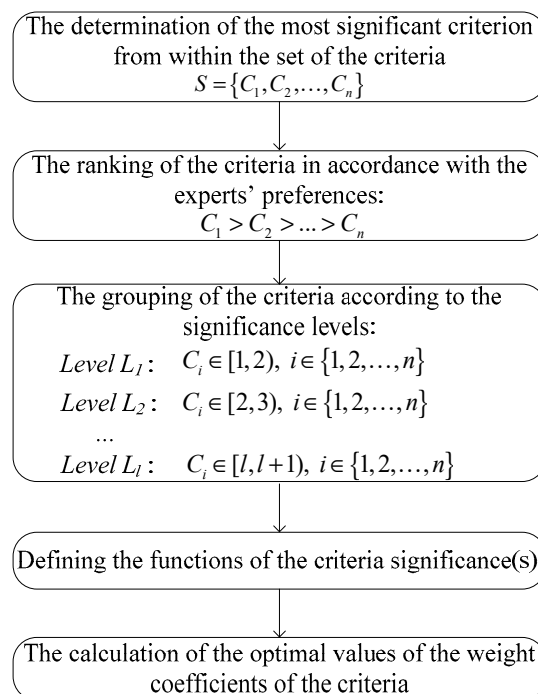 The determination of the most significant criterion
from within the set of the criteria
S = {C₁, C₂, ..., Cₙ}
The ranking of the criteria in accordance with the
experts' preferences:
C₁ > C₂ > ... > Cₙ
The grouping of the criteria according to the
significance levels:
Level L₁ : Cᵢ ∈ [1, 2), i ∈ {1, 2, ..., n}
Level L₂ : Cᵢ ∈ [2, 3), i ∈ {1, 2, ..., n}
...
Level Lₗ : Cᵢ ∈ [l, l + 1), i ∈ {1, 2, ..., n}
Defining the functions of the criteria significance(s)
The calculation of the optimal values of the weight
coefficients of the criteria